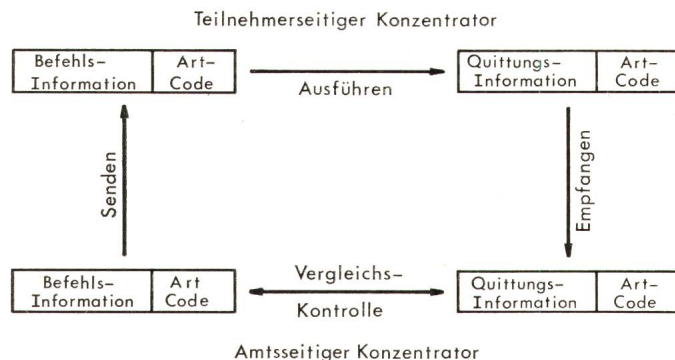 Teilnehmerseitiger Konzentrator
Befehls-
Information
Art-
Code
Ausführen
Quittungs-
Information
Art-
Code
Senden
Empfangen
Befehls-
Information
Art
Code
Vergleichs-
Kontrolle
Quittungs-
Information
Art-
Code
Amtsseitiger Konzentrator